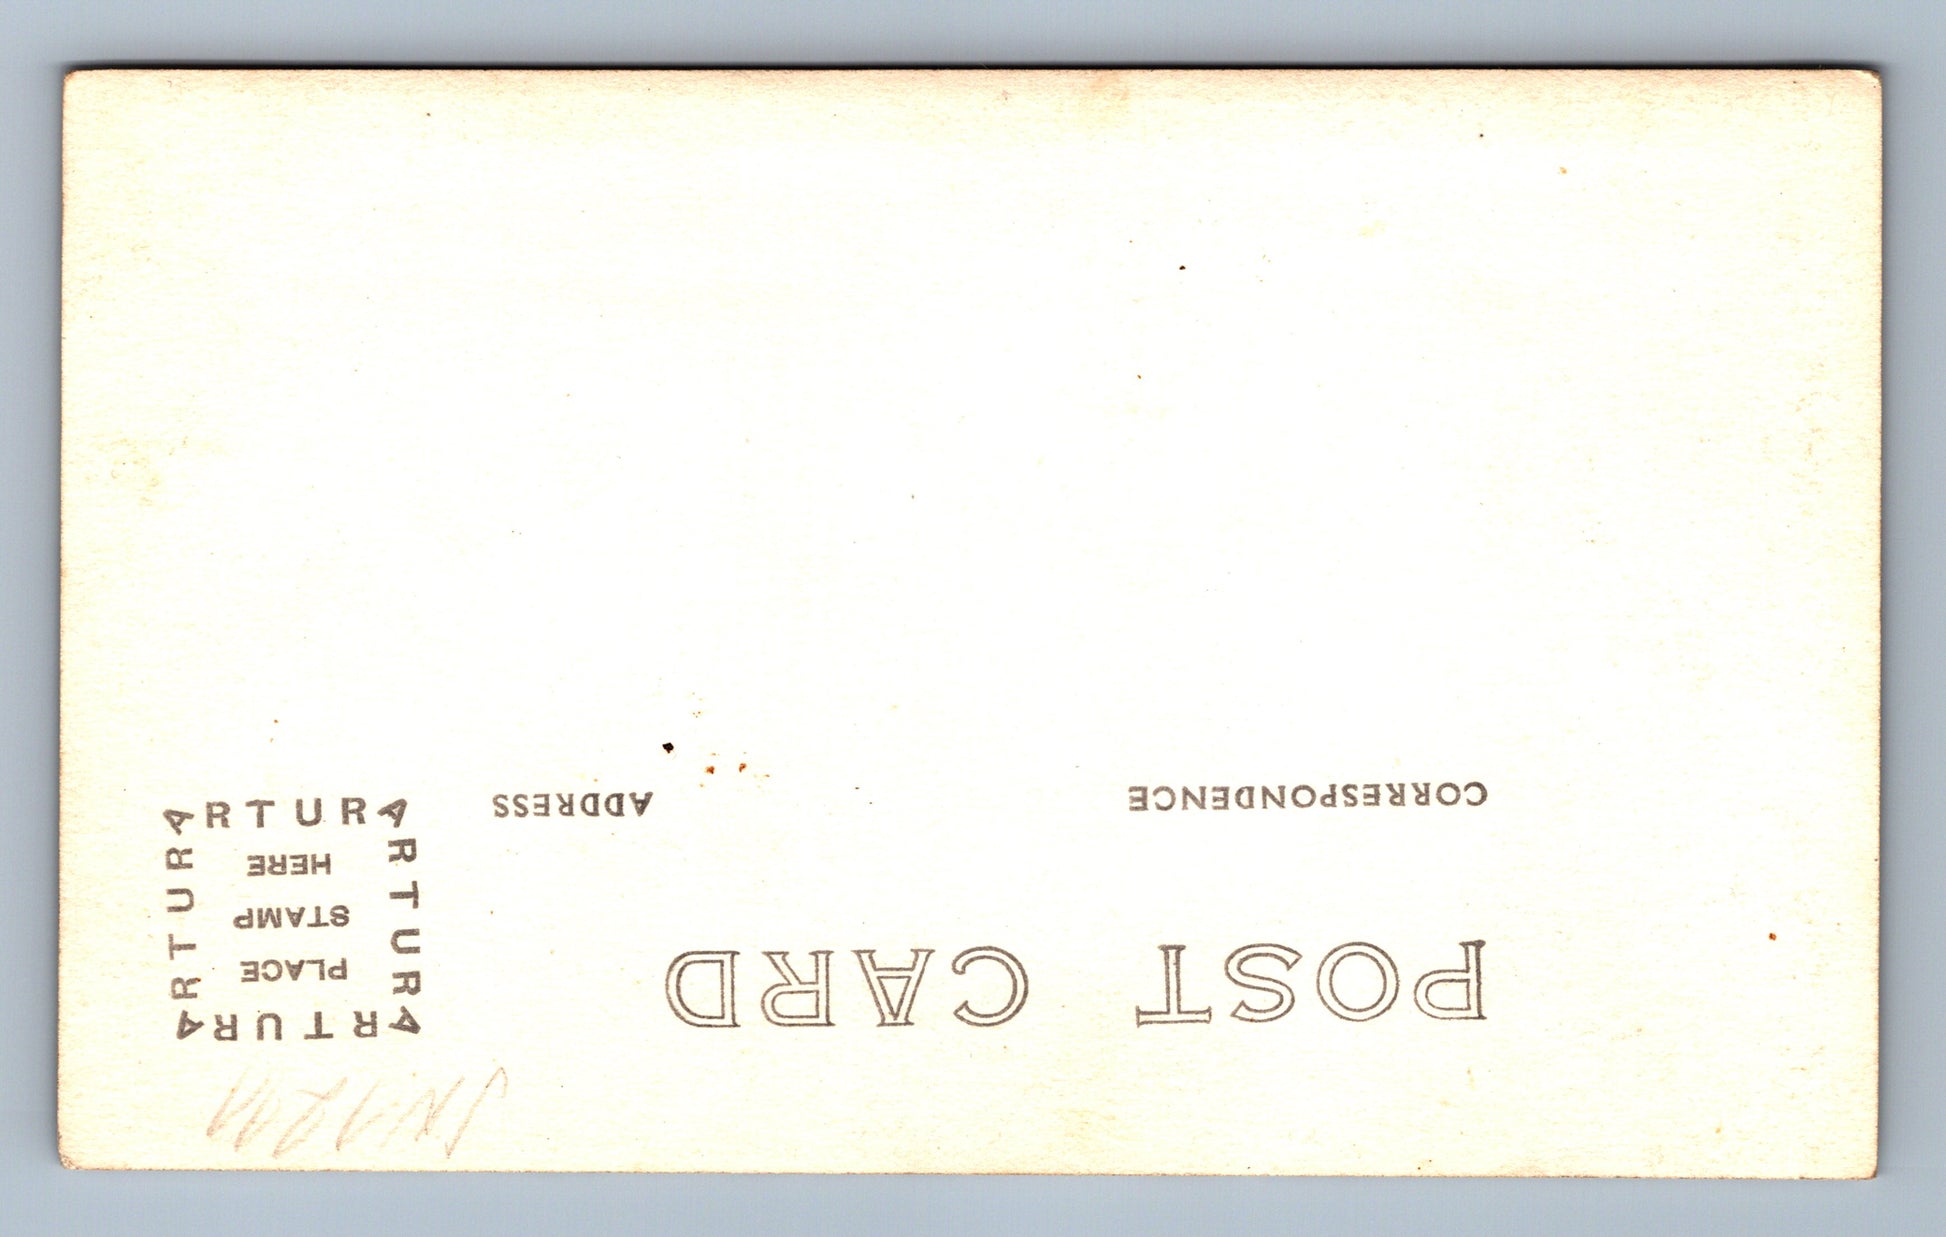 POST CARD
CORRESPONDENCE
ADDRESS
ARTURA
ARTURA
PLACE
STAMP
HERE
ARTURA
ARTURA